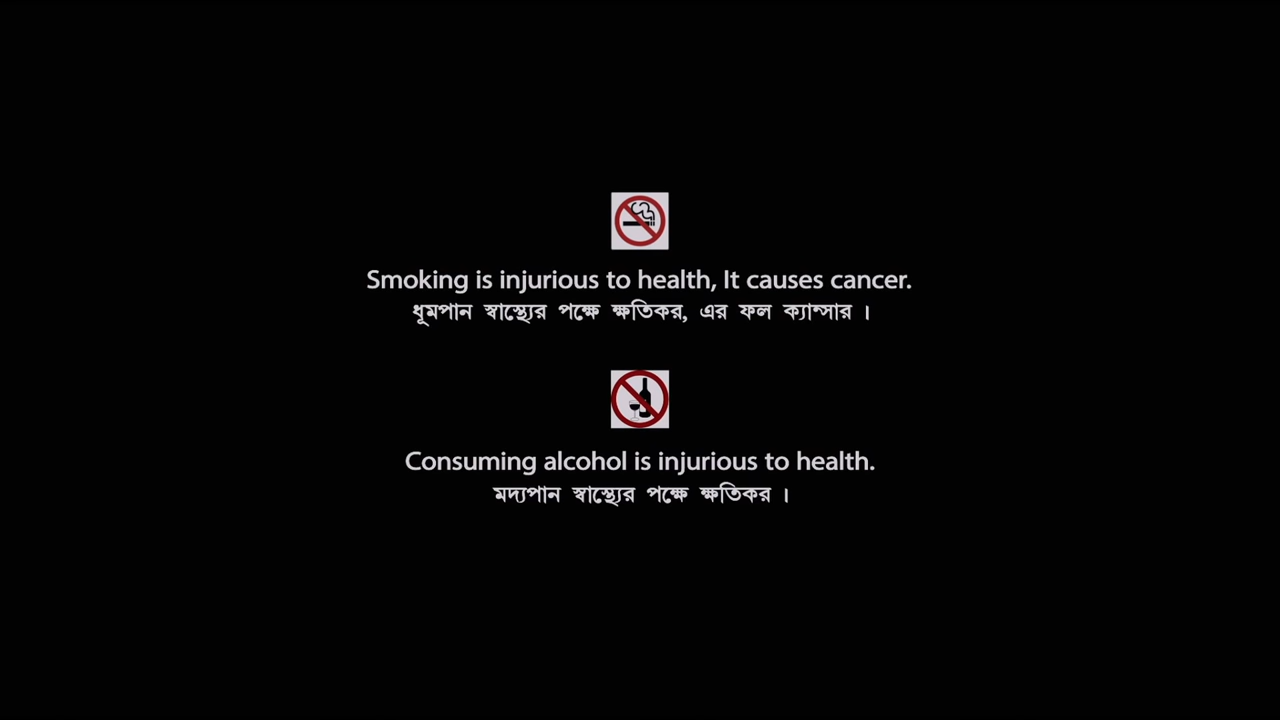 Smoking is injurious to health, It causes cancer.
ধূমপান স্বাস্থ্যের পক্ষে ক্ষতিকর, এর ফল ক্যান্সার ।
Consuming alcohol is injurious to health.
মদ্যপান স্বাস্থ্যের পক্ষে ক্ষতিকর ।